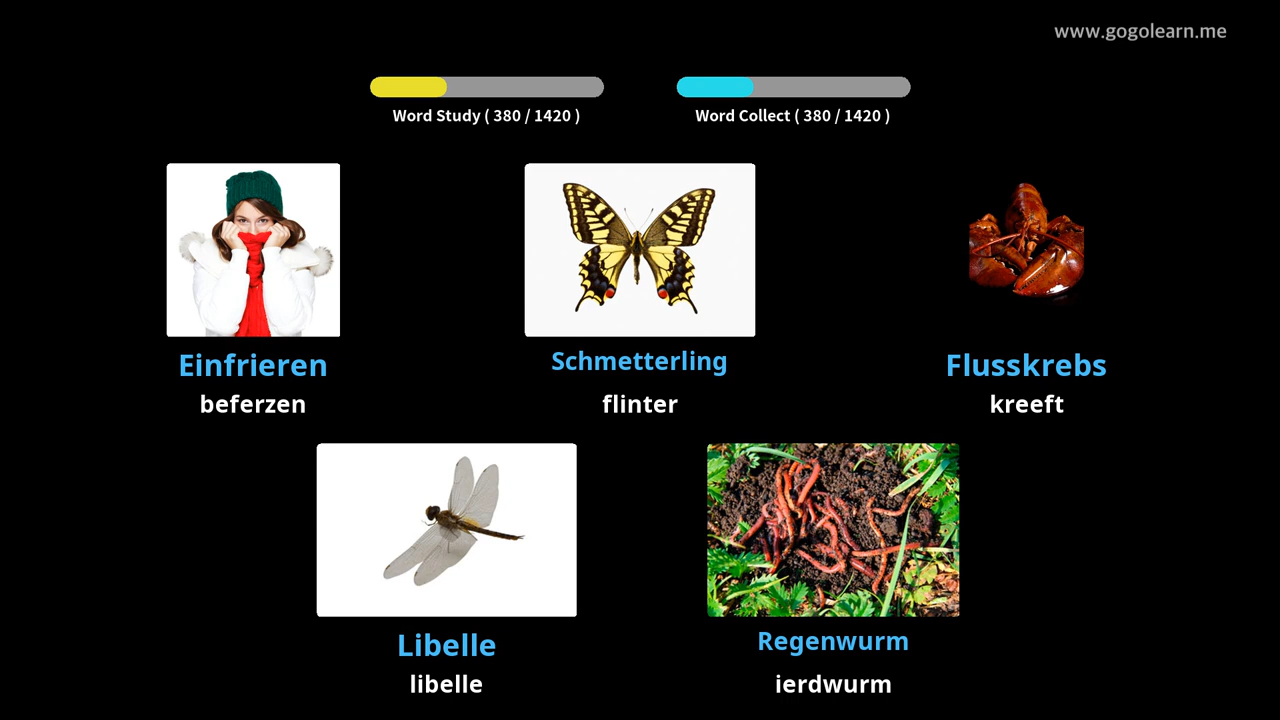 www.gogolearn.me
Word Study ( 380 / 1420 )
Word Collect ( 380 / 1420 )
Einfrieren
beferzen
Schmetterling
flinter
Flusskrebs
kreeft
Libelle
libelle
Regenwurm
ierdwurm